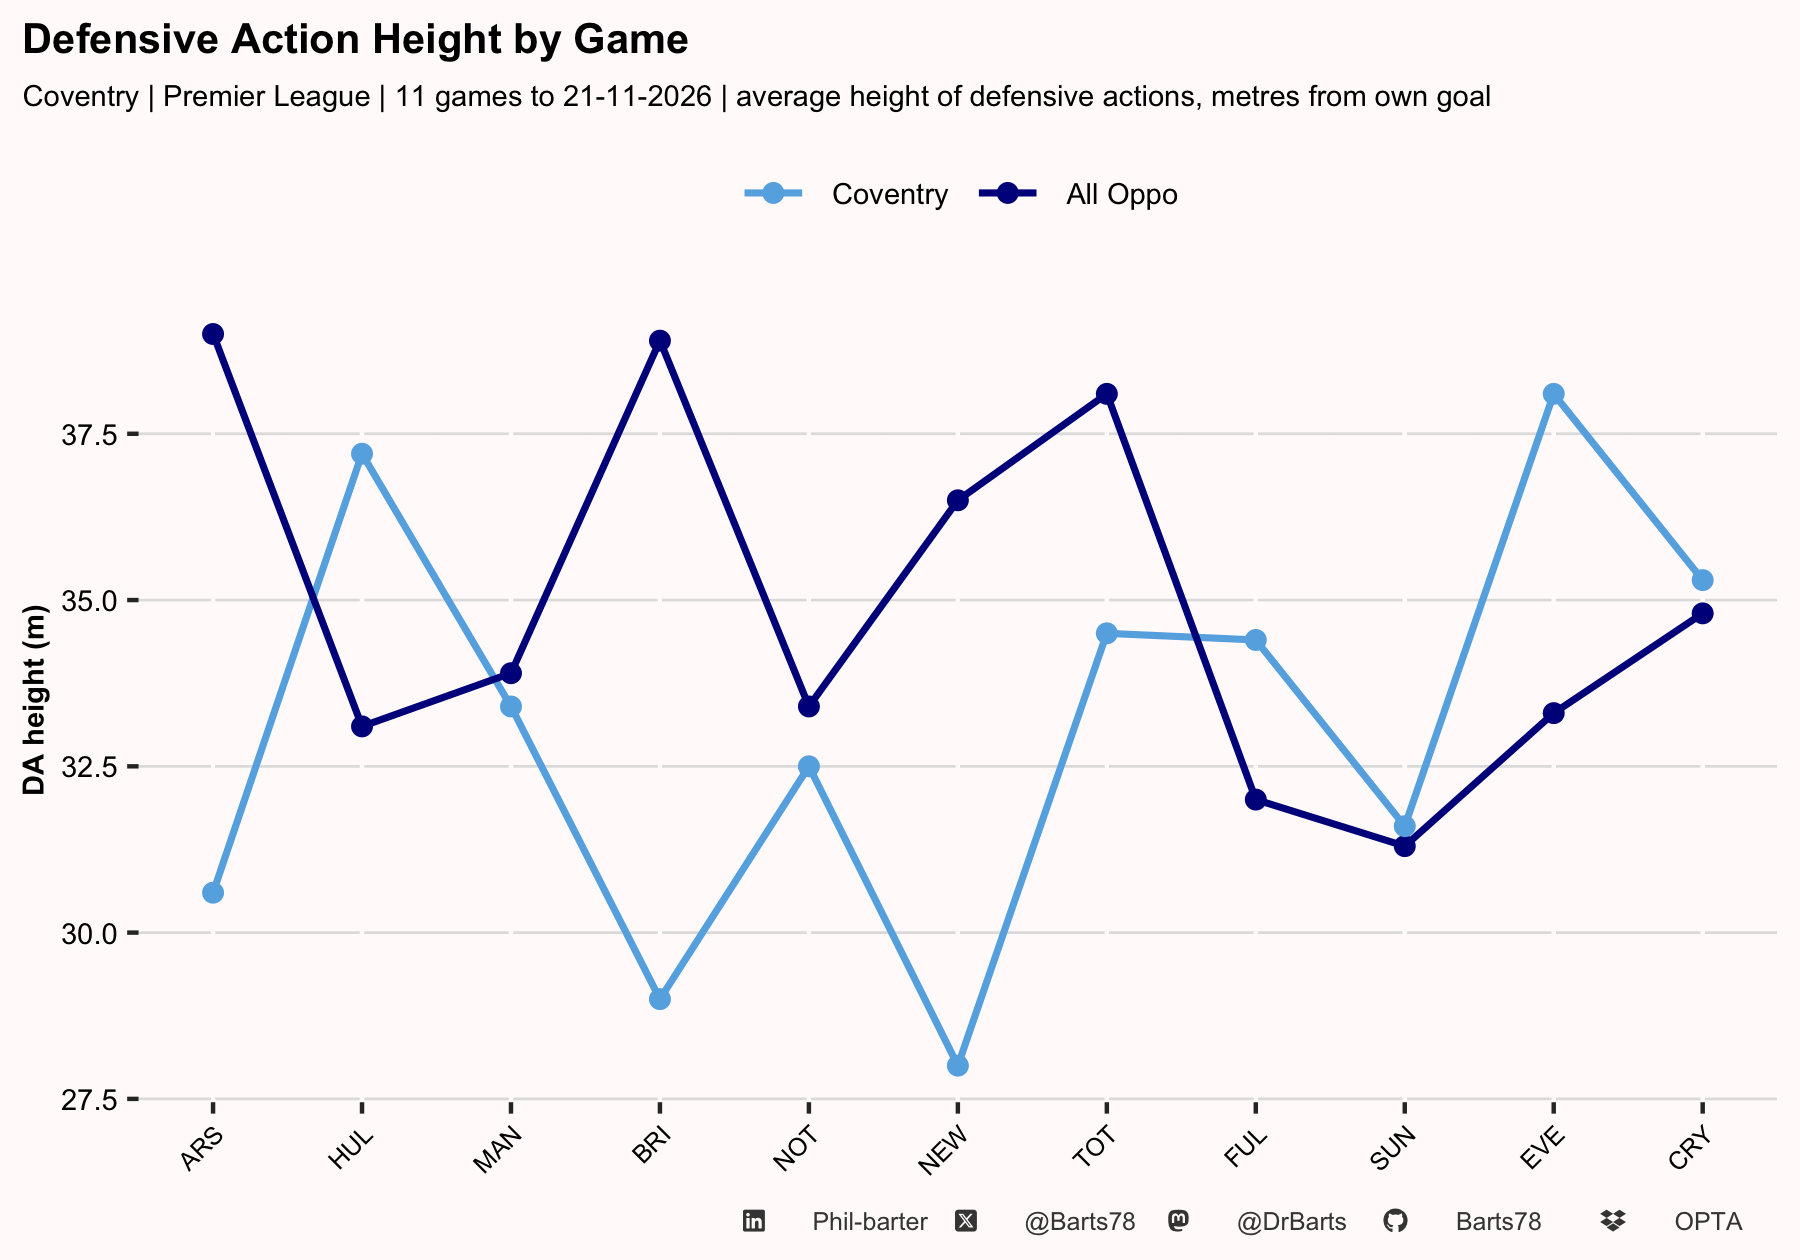 Defensive Action Height by Game
Coventry | Premier League | 11 games to 21-11-2026 | average height of defensive actions, metres from own goal
Coventry All Oppo
DA height (m)
37.5
35.0
32.5
30.0
27.5
ARS HUL MAN BRI NOT NEW TOT FUL SUN EVE CRY
Phil-barter @Barts78 @DrBarts Barts78 OPTA